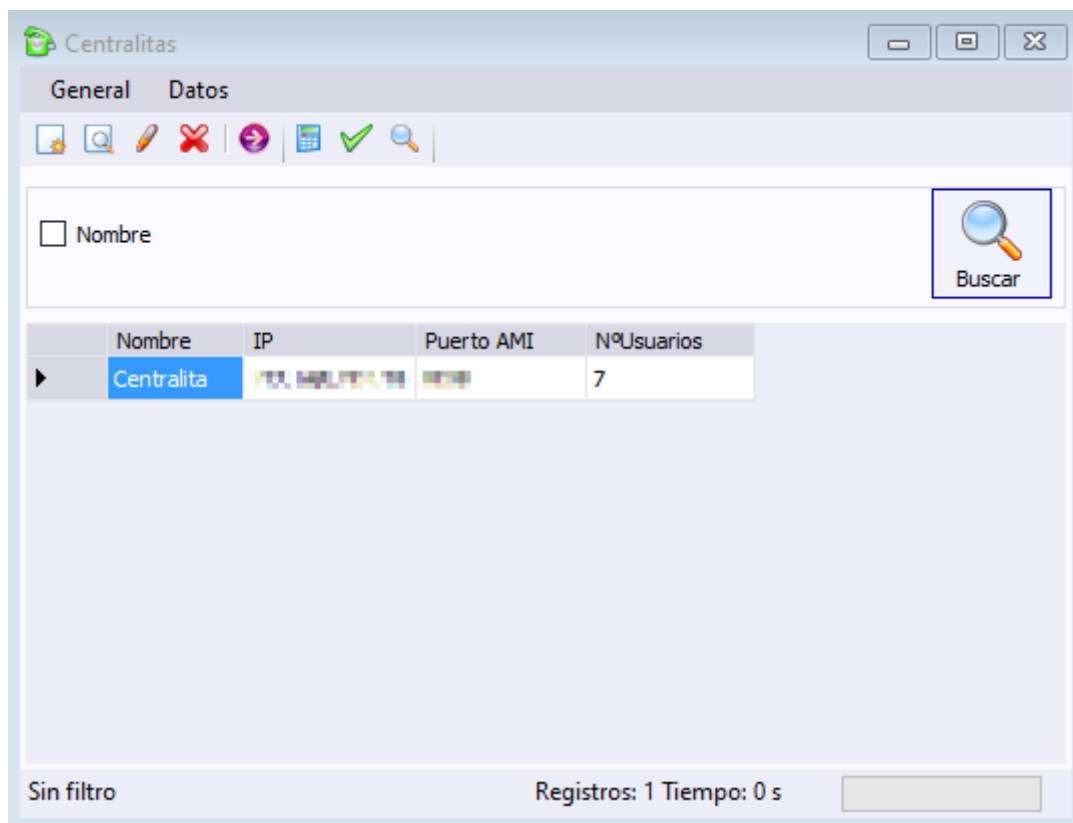 Centralitas
General Datos
Nombre
Buscar
Nombre IP Puerto AMI NºUsuarios
Centralita 7
Sin filtro Registros: 1 Tiempo: 0 s